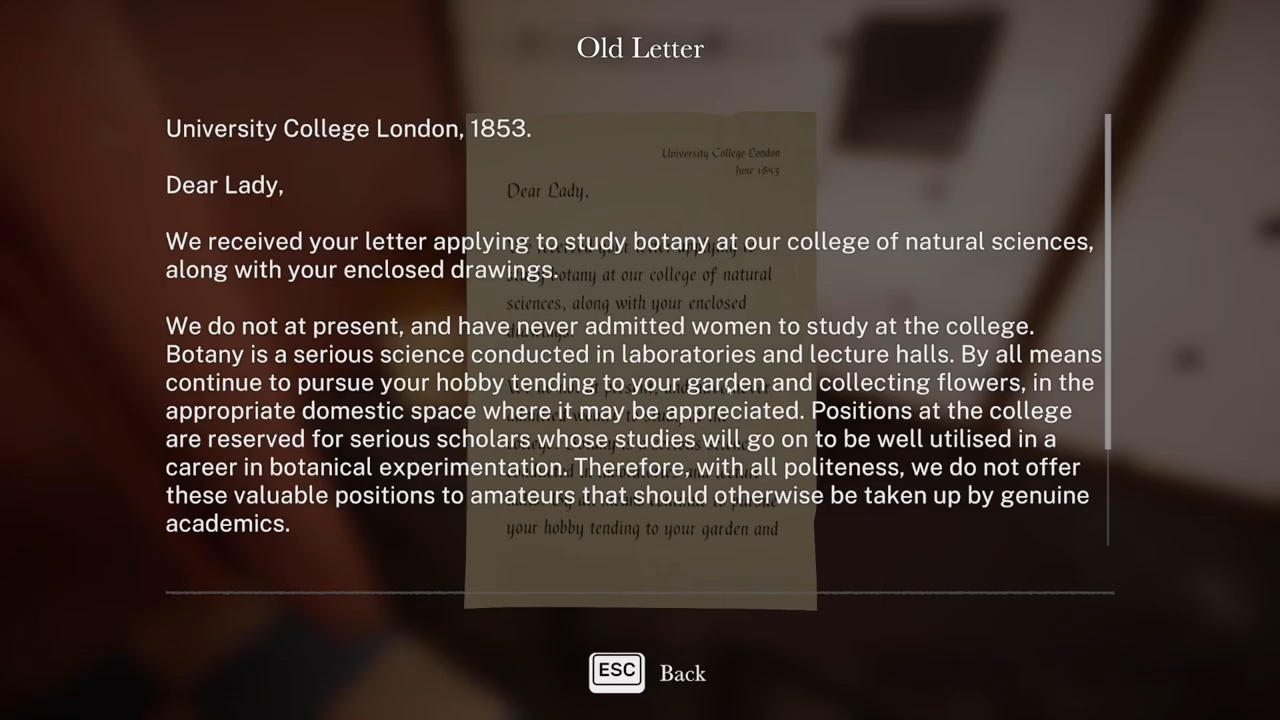 Old Letter
University College London, 1853.
Dear Lady,
We received your letter applying to study botany at our college of natural sciences,
along with your enclosed drawings.
We do not at present, and have never admitted women to study at the college.
Botany is a serious science conducted in laboratories and lecture halls. By all means
continue to pursue your hobby tending to your garden and collecting flowers, in the
appropriate domestic space where it may be appreciated. Positions at the college
are reserved for serious scholars whose studies will go on to be well utilised in a
career in botanical experimentation. Therefore, with all politeness, we do not offer
these valuable positions to amateurs that should otherwise be taken up by genuine
academics.
University College London
June 1853
Dear Lady,
botany at our college of natural
sciences, along with your enclosed
your hobby tending to your garden and
ESC Back